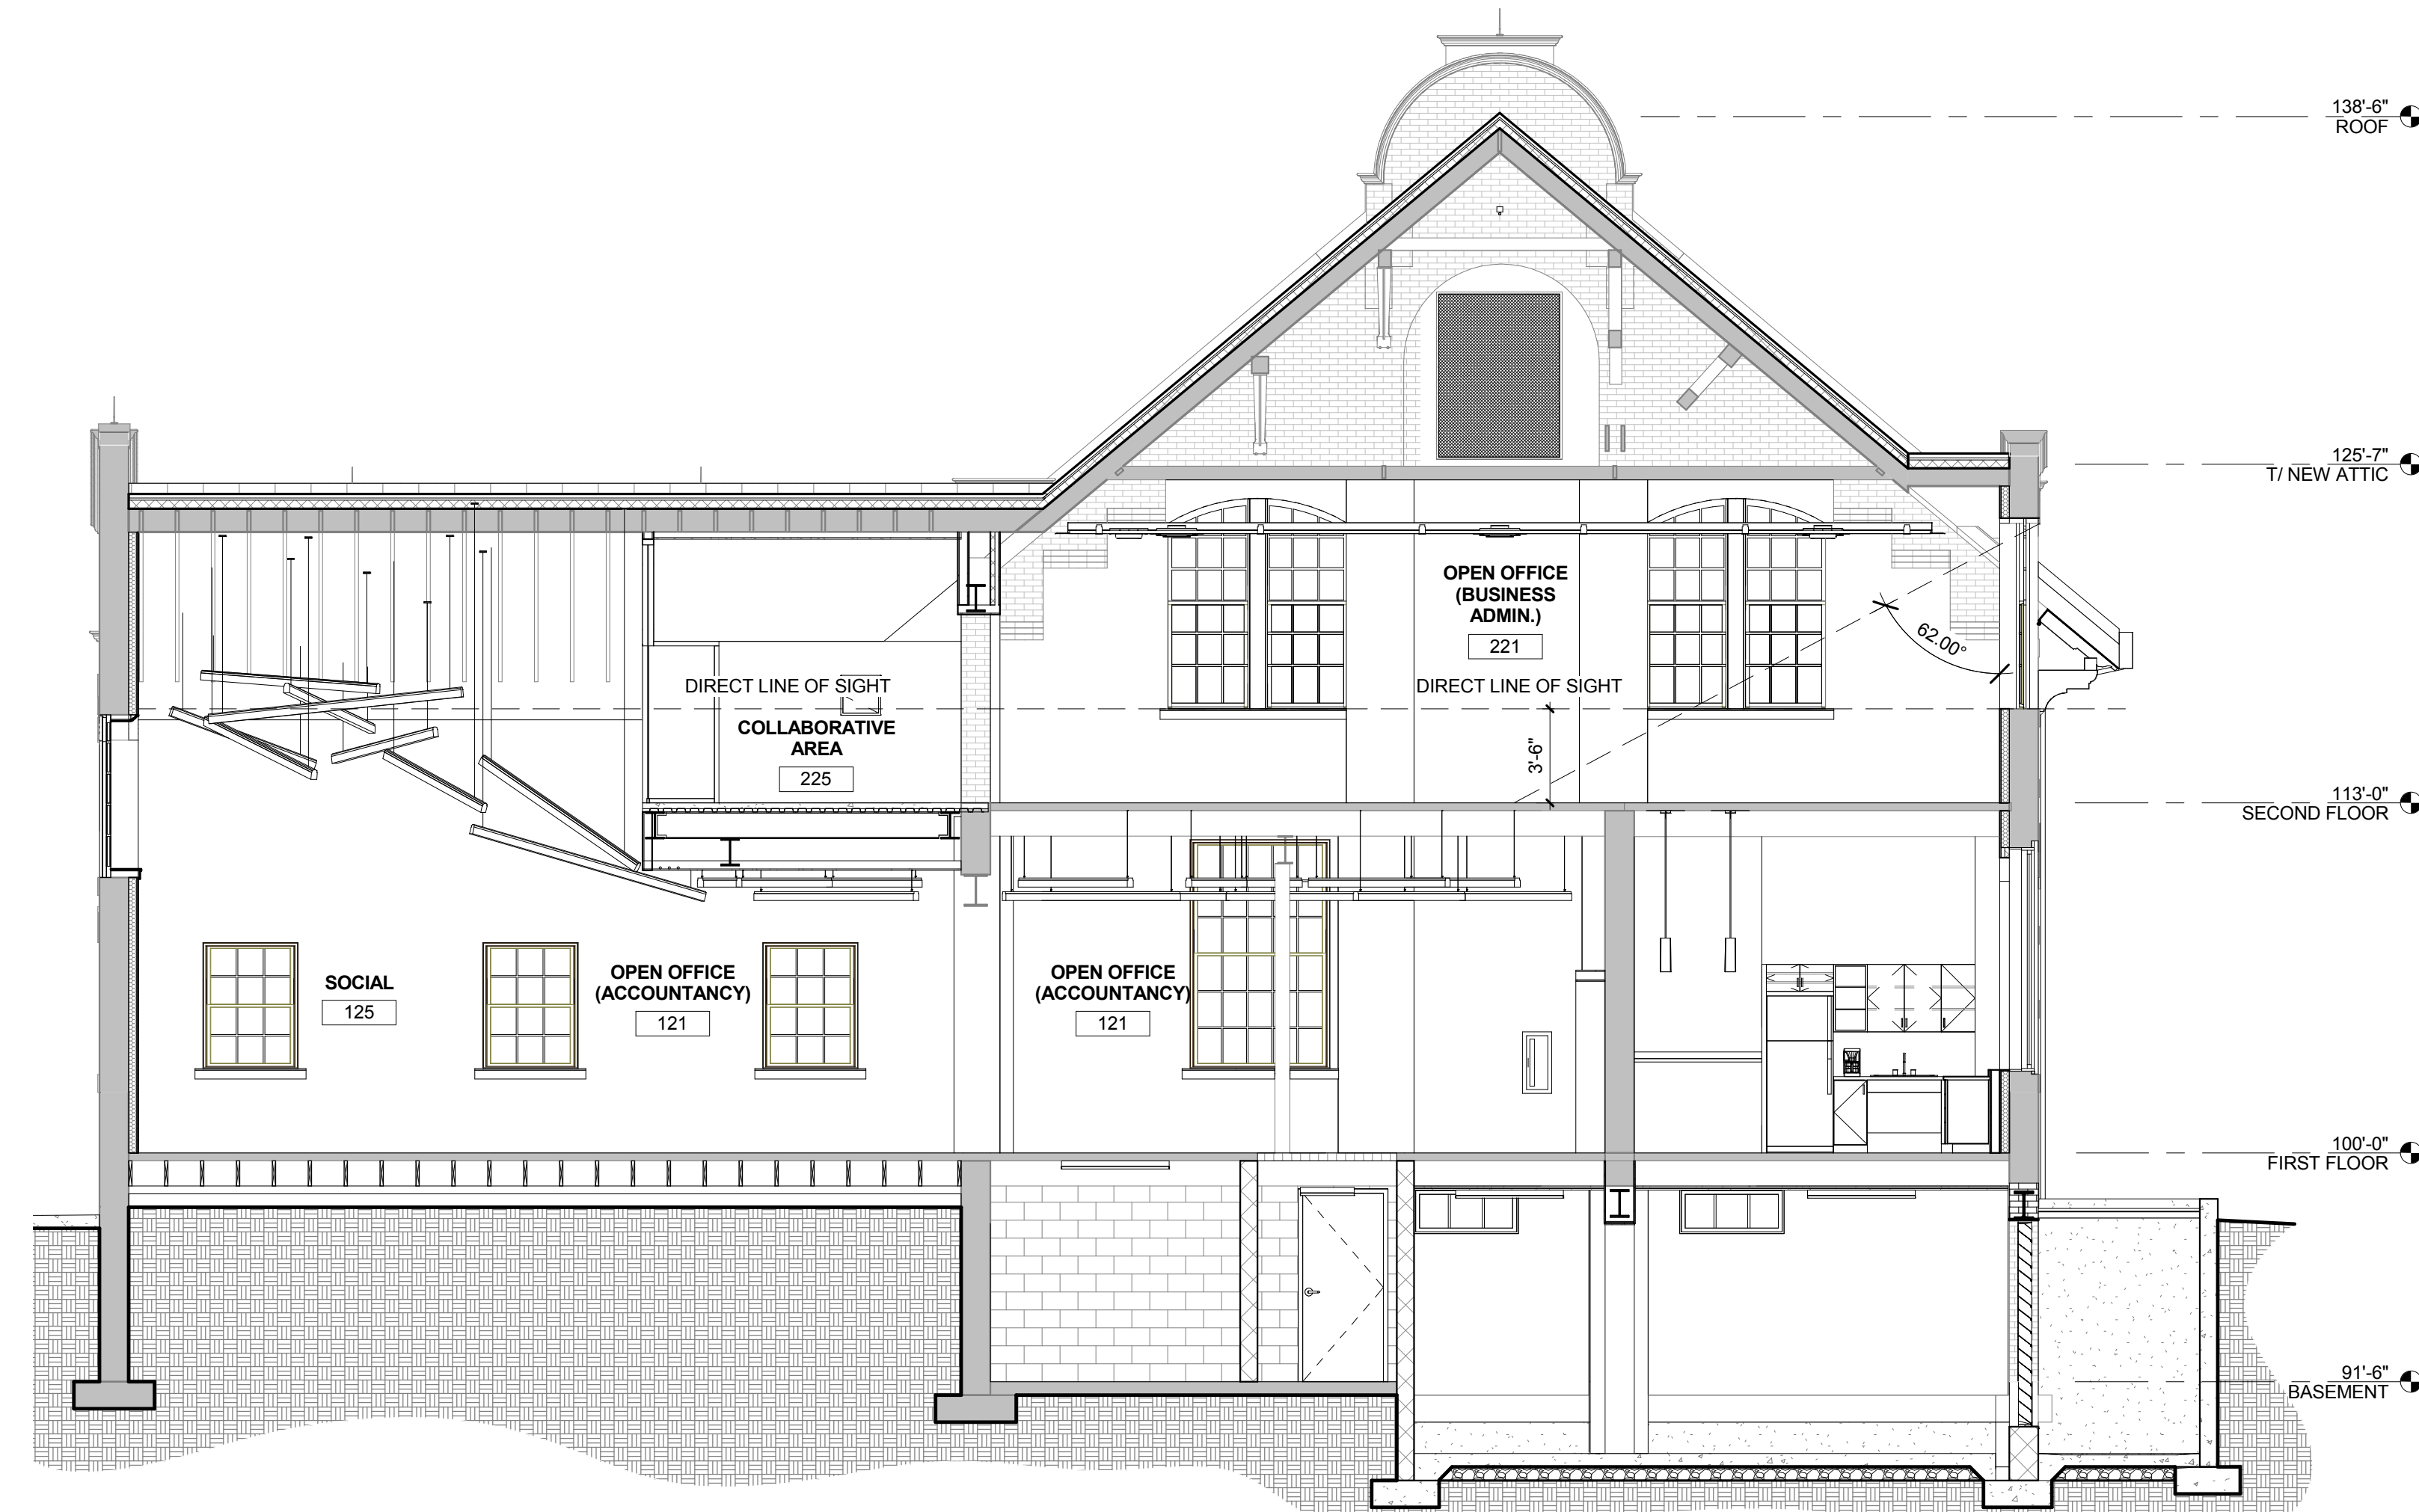 138'-6"
ROOF
125'-7"
T/ NEW ATTIC
OPEN OFFICE
(BUSINESS
ADMIN.)
221
62.00°
DIRECT LINE OF SIGHT
DIRECT LINE OF SIGHT
COLLABORATIVE
AREA
225
3'-6"
113'-0"
SECOND FLOOR
SOCIAL
125
OPEN OFFICE
(ACCOUNTANCY)
121
OPEN OFFICE
(ACCOUNTANCY)
121
100'-0"
FIRST FLOOR
91'-6"
BASEMENT